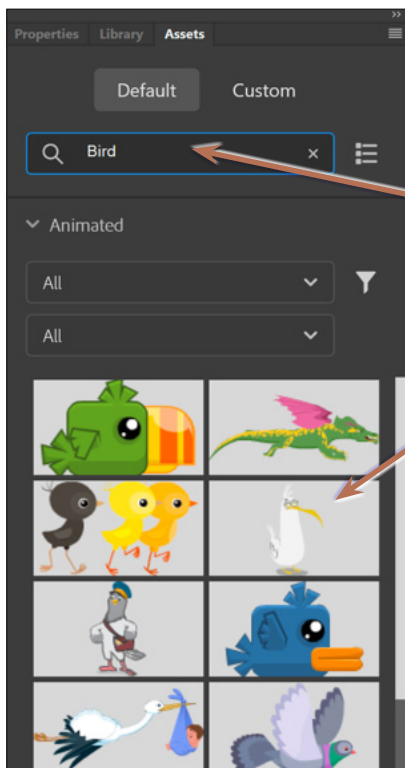 Properties Library Assets
Default Custom
Bird
Animated
All
All